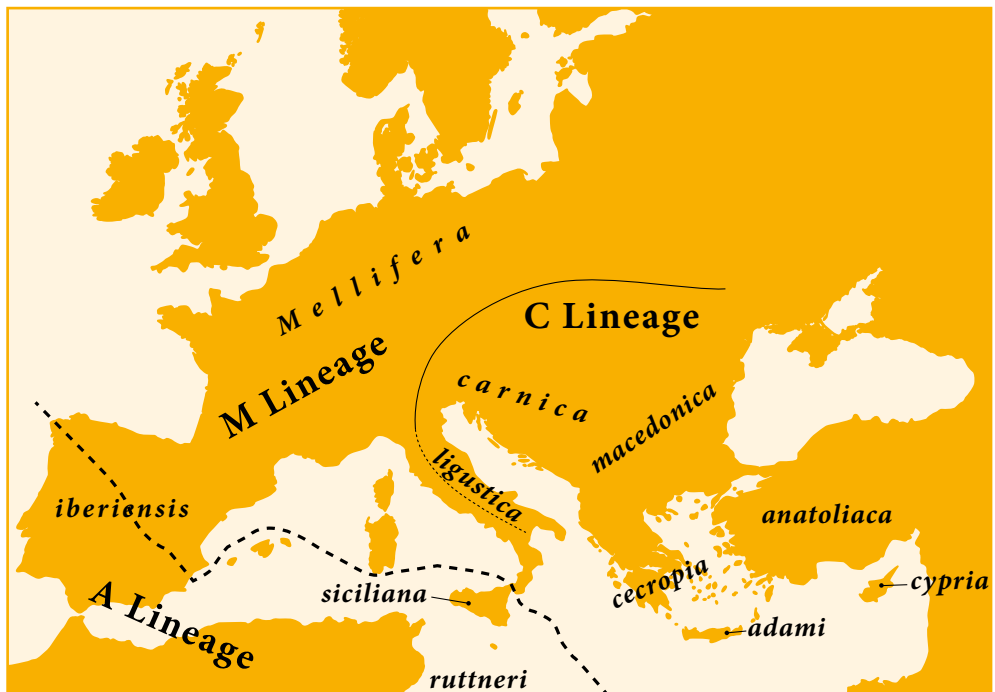 Mellifera
C Lineage
M Lineage
carnica
macedonica
ligustica
iberiensis
anatoliaca
siciliana
cecropia
cypria
A Lineage
adami
ruttneri